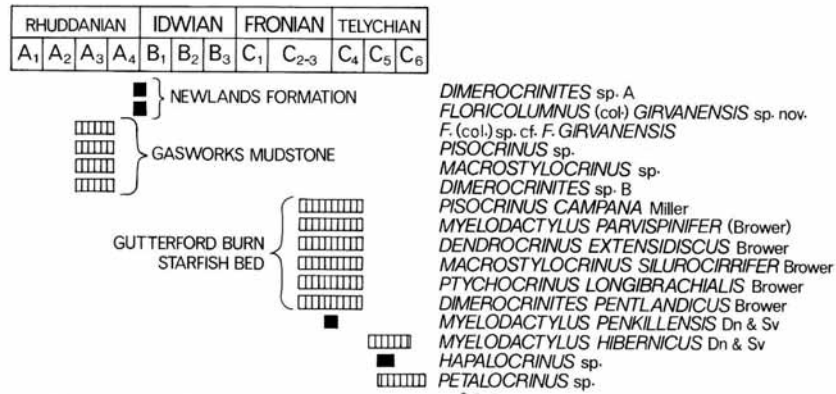 RHUDDANIAN IDWIAN FRONIAN TELYCHIAN
A₁ A₂ A₃ A₄ B₁ B₂ B₃ C₁ C₂₋₃ C₄ C₅ C₆
DIMEROCRINITES sp. A
NEWLANDS FORMATION
FLORICOLUMNUS (col.) GIRVANENSIS sp. nov.
F. (col.) sp. cf. F. GIRVANENSIS
PISOCRINUS sp.
GASWORKS MUDSTONE
MACROSTYLOCRINUS sp.
DIMEROCRINITES sp. B
PISOCRINUS CAMPANA Miller
MYELODACTYLUS PARVISPINIFER (Brower)
GUTTERFORD BURN
STARFISH BED
DENDROCRINUS EXTENSIDISCUS Brower
MACROSTYLOCRINUS SILUROCIRRIFER Brower
PTYCHOCRINUS LONGIBRACHIALIS Brower
DIMEROCRINITES PENTLANDICUS Brower
MYELODACTYLUS PENKILLENSIS Dn & Sv
MYELODACTYLUS HIBERNICUS Dn & Sv
HAPALOCRINUS sp.
PETALOCRINUS sp.